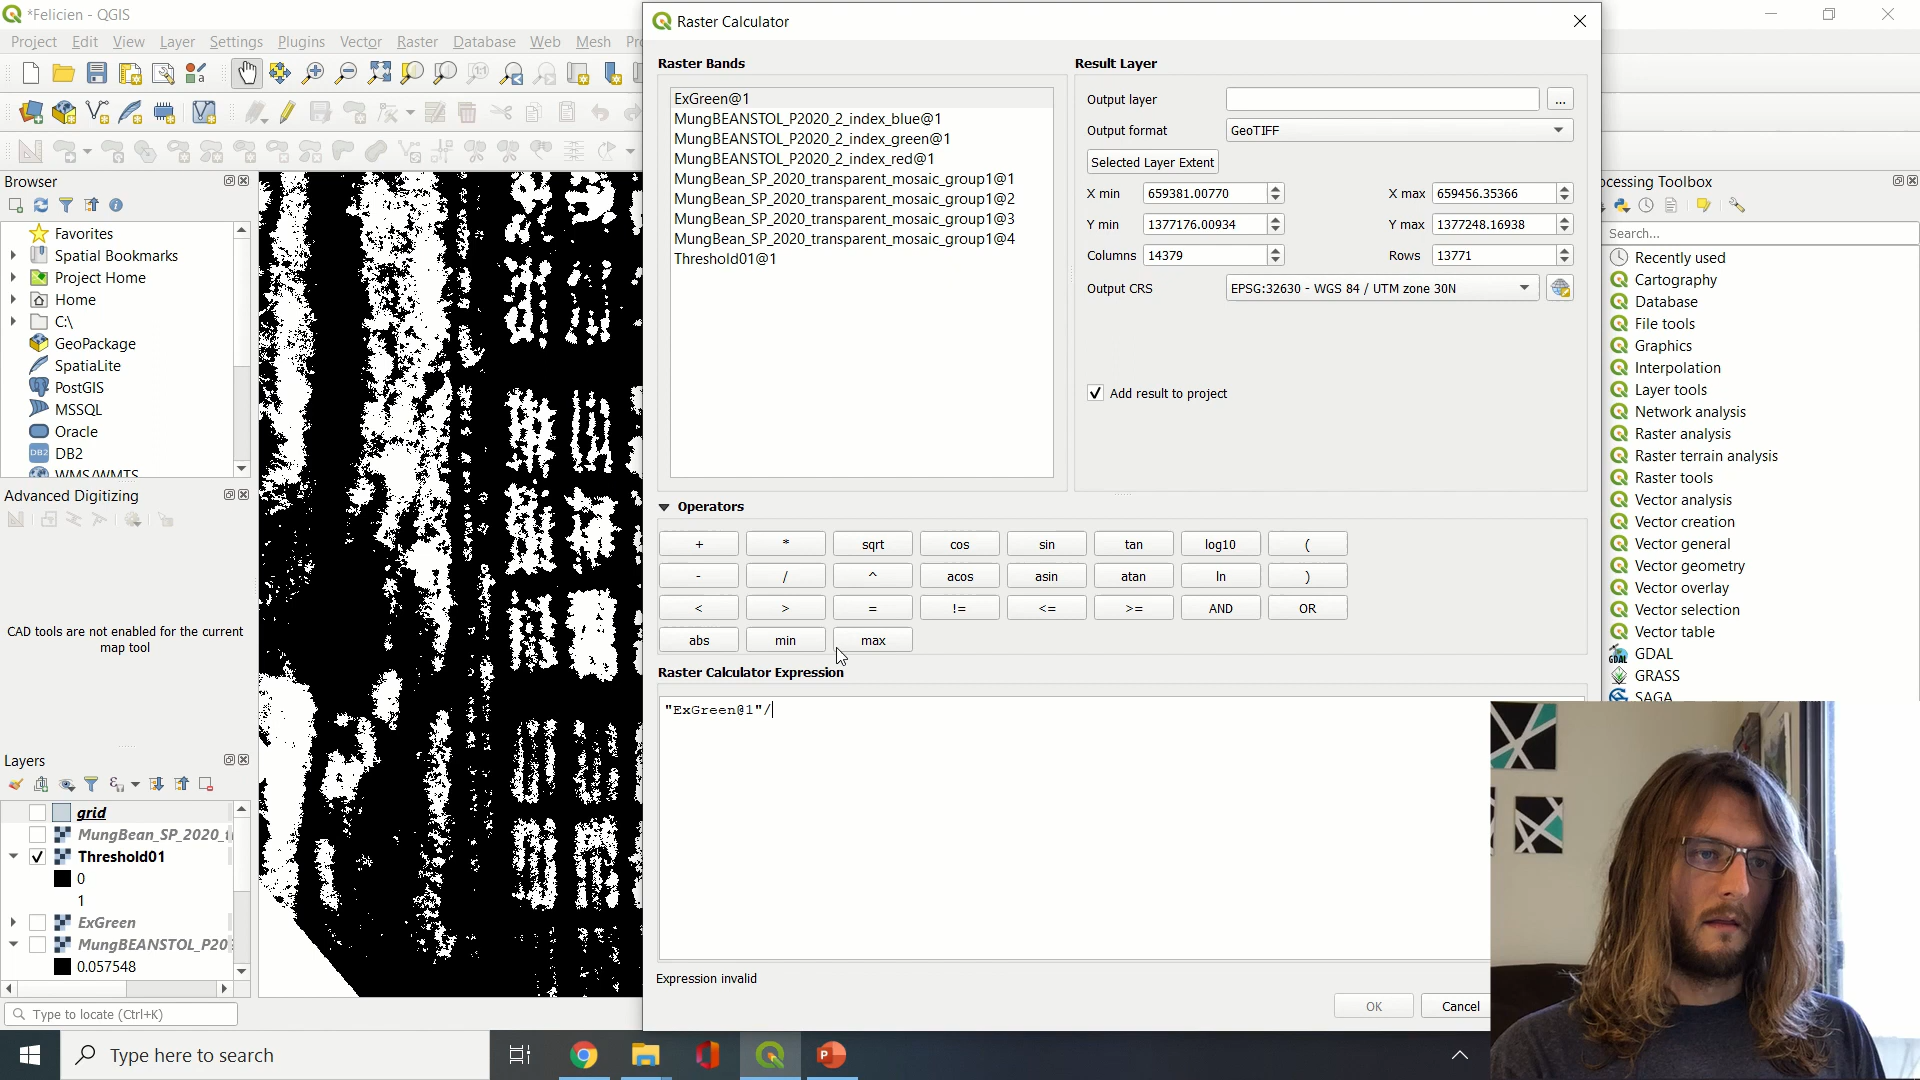 *Felicien - QGIS
Project Edit View Layer Settings Plugins Vector Raster Database Web Mesh
Browser
Favorites
Spatial Bookmarks
Project Home
Home
C:\
GeoPackage
SpatiaLite
PostGIS
MSSQL
Oracle
DB2
WMS/WMTS
Advanced Digitizing
CAD tools are not enabled for the current
map tool
Layers
grid
MungBean_SP_2020_t
Threshold01
0
1
ExGreen
MungBEANSTOL_P20
0.057548
Type to locate (Ctrl+K)
Raster Calculator
Raster Bands
ExGreen@1
MungBEANSTOL_P2020_2_index_blue@1
MungBEANSTOL_P2020_2_index_green@1
MungBEANSTOL_P2020_2_index_red@1
MungBean_SP_2020_transparent_mosaic_group1@1
MungBean_SP_2020_transparent_mosaic_group1@2
MungBean_SP_2020_transparent_mosaic_group1@3
MungBean_SP_2020_transparent_mosaic_group1@4
Threshold01@1
Result Layer
Output layer ...
Output format GeoTIFF
Selected Layer Extent
X min 659381.00770 X max 659456.35366
Y min 1377176.00934 Y max 1377248.16938
Columns 14379 Rows 13771
Output CRS EPSG:32630 - WGS 84 / UTM zone 30N
Add result to project
Operators
+ * sqrt cos sin tan log10 (
- / ^ acos asin atan ln )
< > = != <= >= AND OR
abs min max
Raster Calculator Expression
"ExGreen@1"/
Expression invalid
OK Cancel
ocessing Toolbox
Search...
Recently used
Cartography
Database
File tools
Graphics
Interpolation
Layer tools
Network analysis
Raster analysis
Raster terrain analysis
Raster tools
Vector analysis
Vector creation
Vector general
Vector geometry
Vector overlay
Vector selection
Vector table
GDAL
GRASS
SAGA
Type here to search